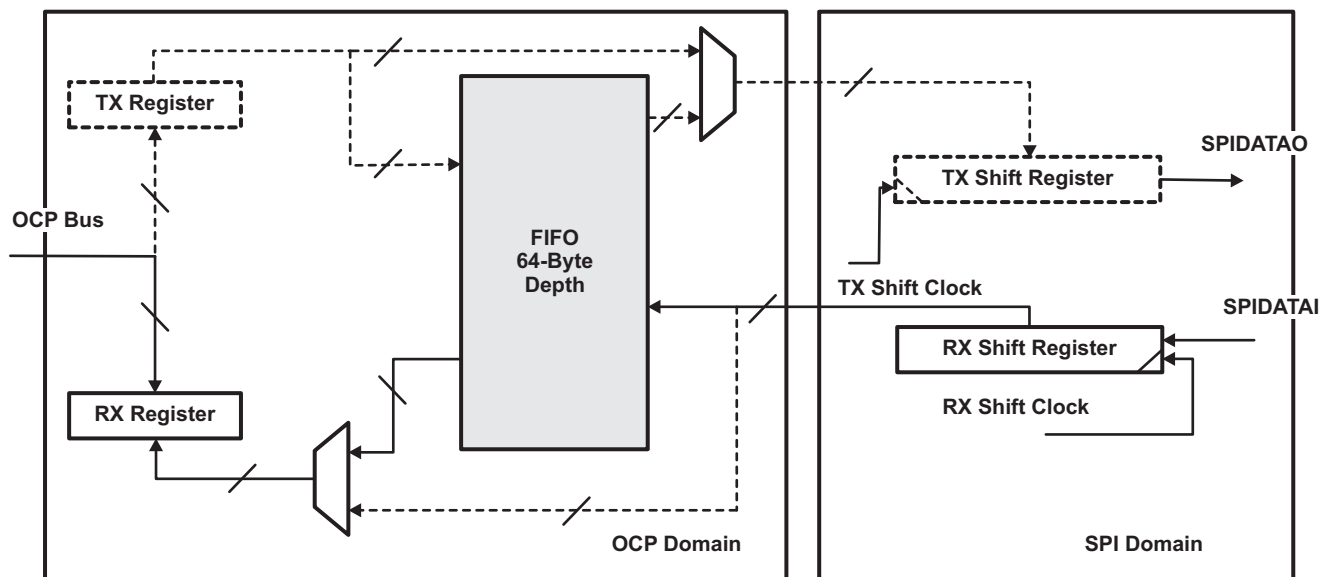 TX Register
SPIDATAO
TX Shift Register
OCP Bus
FIFO
64-Byte
Depth
TX Shift Clock
SPIDATAI
RX Shift Register
RX Register
RX Shift Clock
OCP Domain
SPI Domain